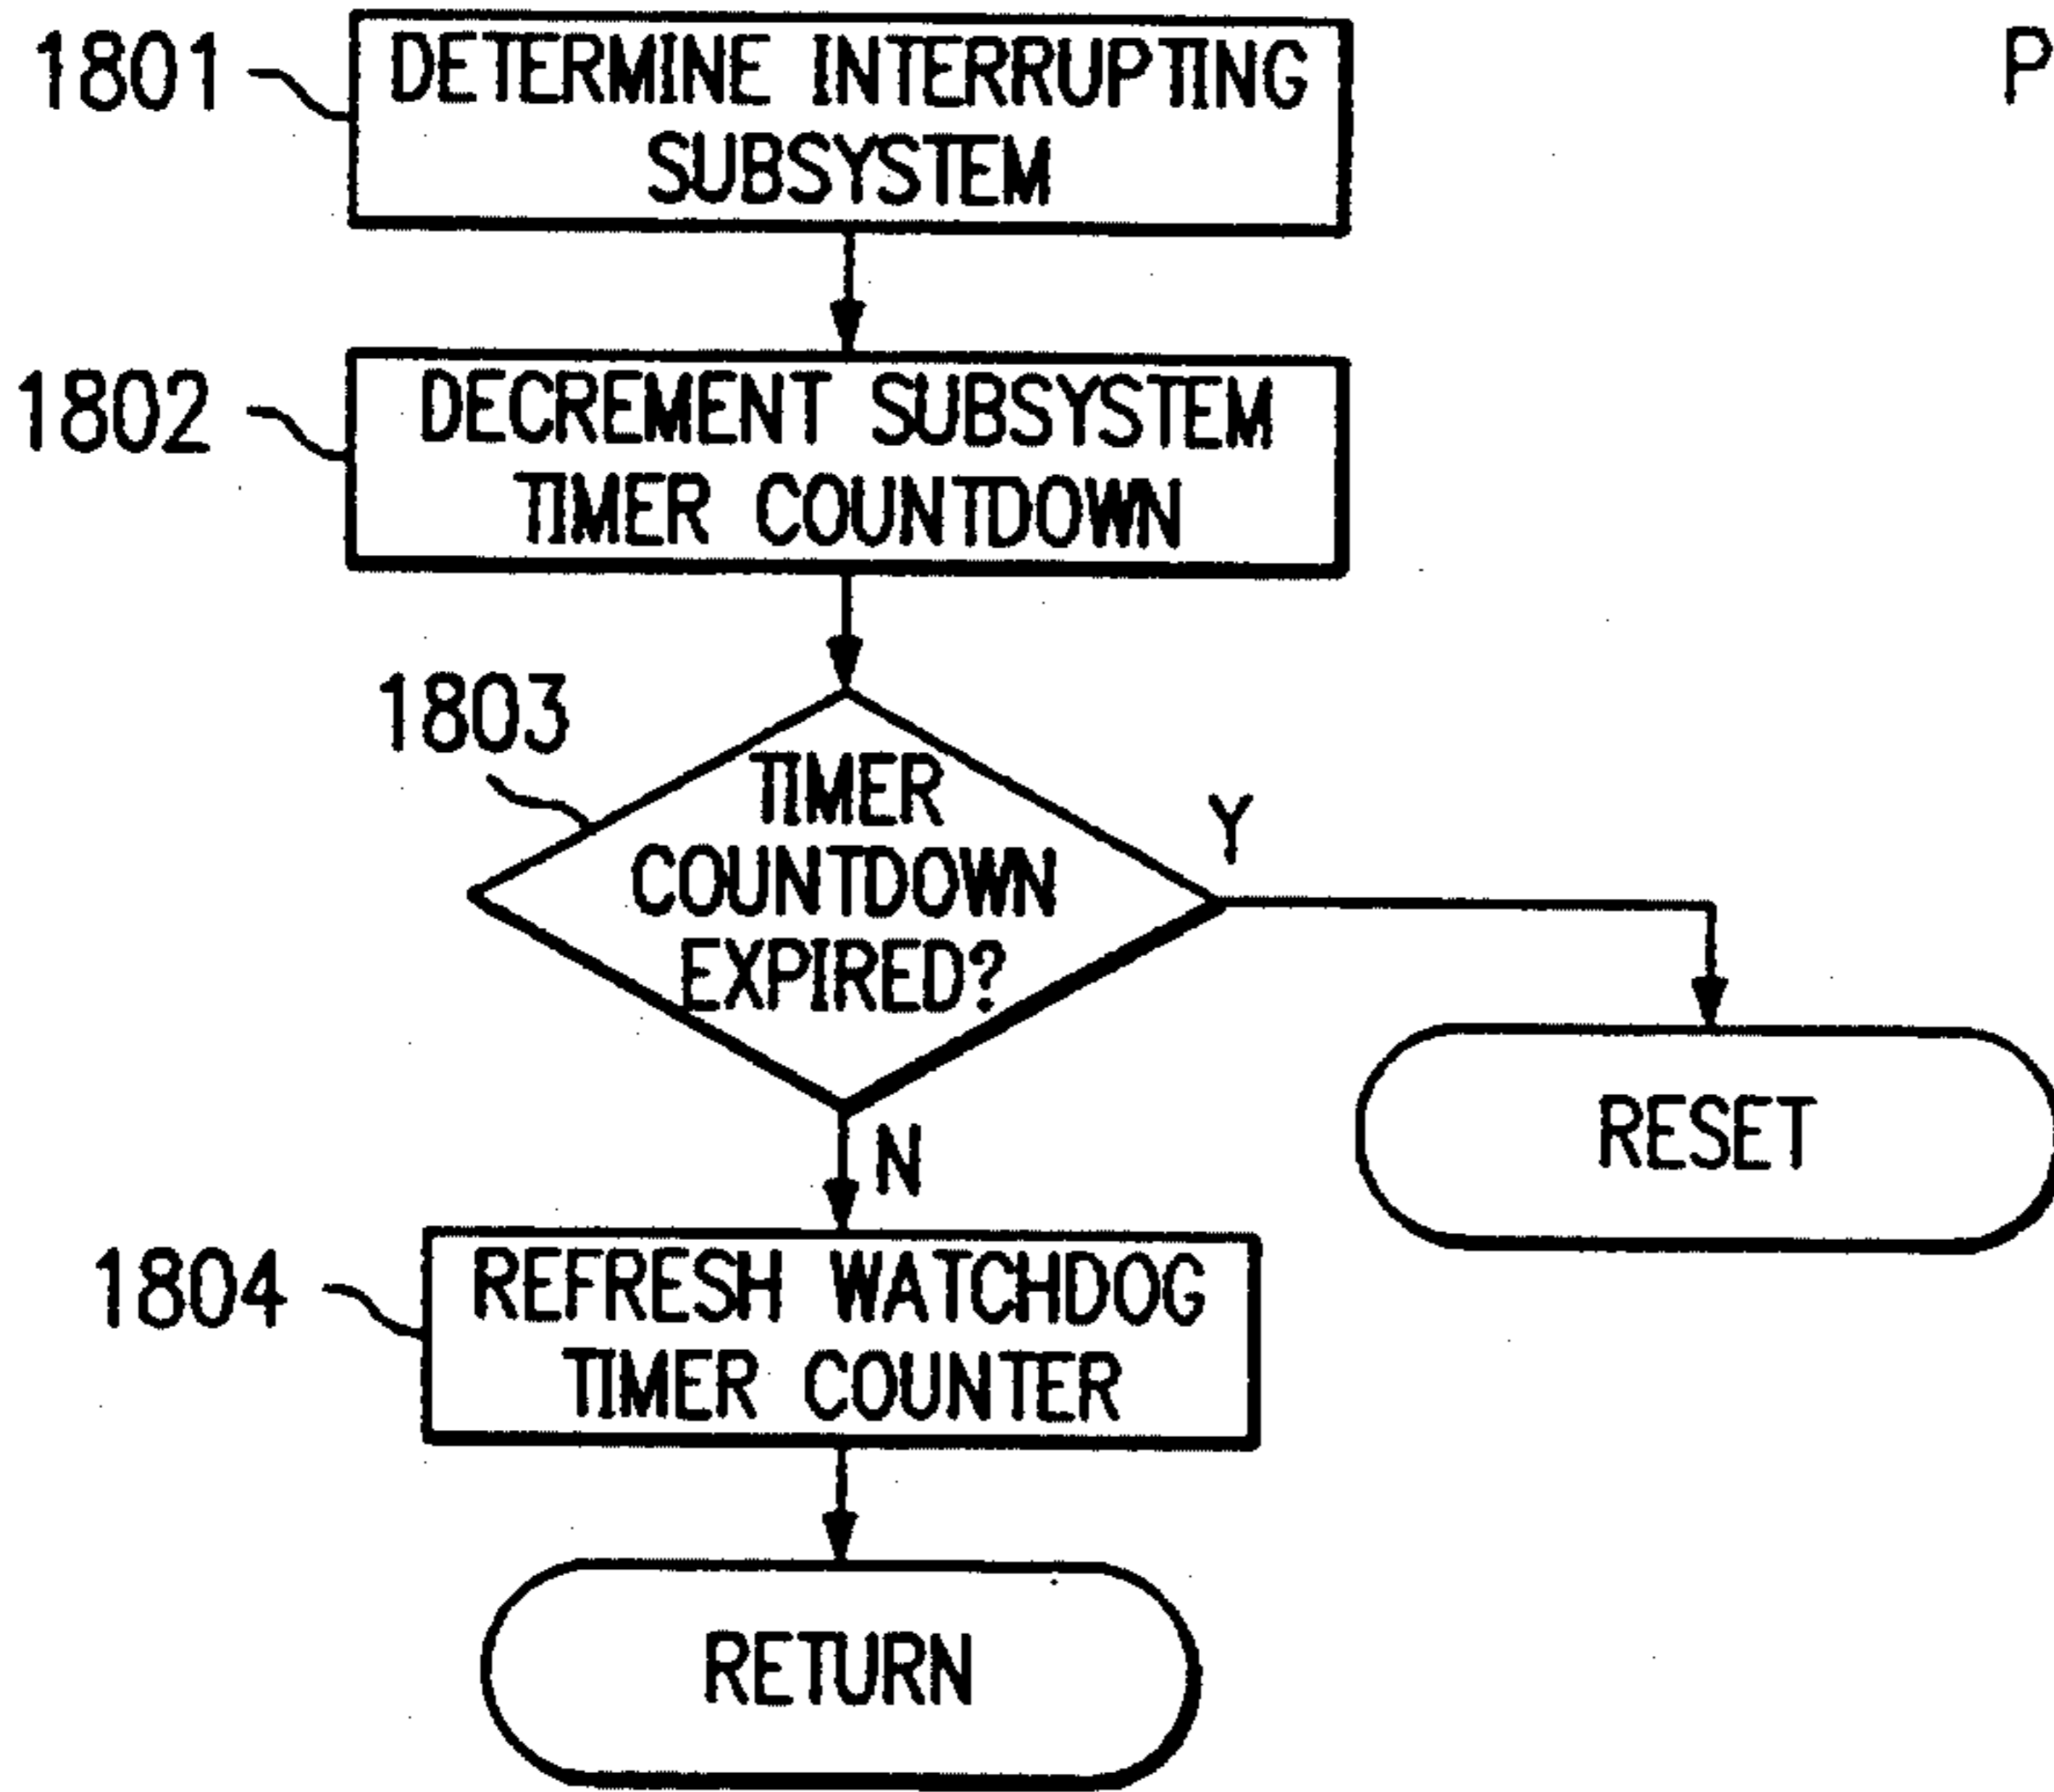 1801
DETERMINE INTERRUPTING
SUBSYSTEM
P
1802
DECREMENT SUBSYSTEM
TIMER COUNTDOWN
1803
TIMER
COUNTDOWN
EXPIRED?
Y
RESET
N
1804
REFRESH WATCHDOG
TIMER COUNTER
RETURN